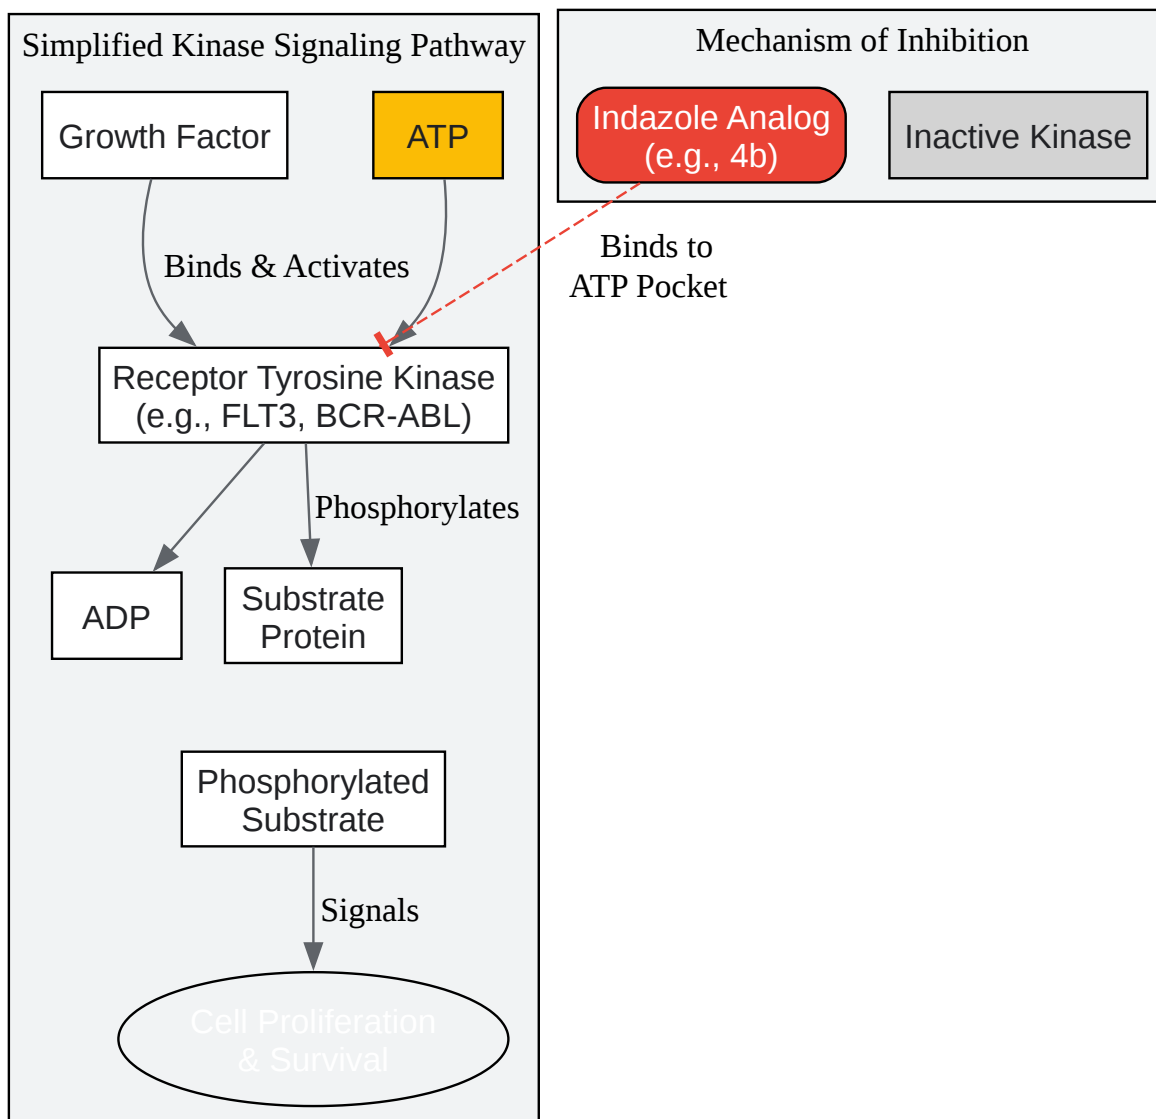 Simplified Kinase Signaling Pathway
Growth Factor
ATP
Binds & Activates
Receptor Tyrosine Kinase
(e.g., FLT3, BCR-ABL)
Phosphorylates
ADP
Substrate
Protein
Phosphorylated
Substrate
Signals
Cell Proliferation
& Survival
Mechanism of Inhibition
Indazole Analog
(e.g., 4b)
Inactive Kinase
Binds to
ATP Pocket